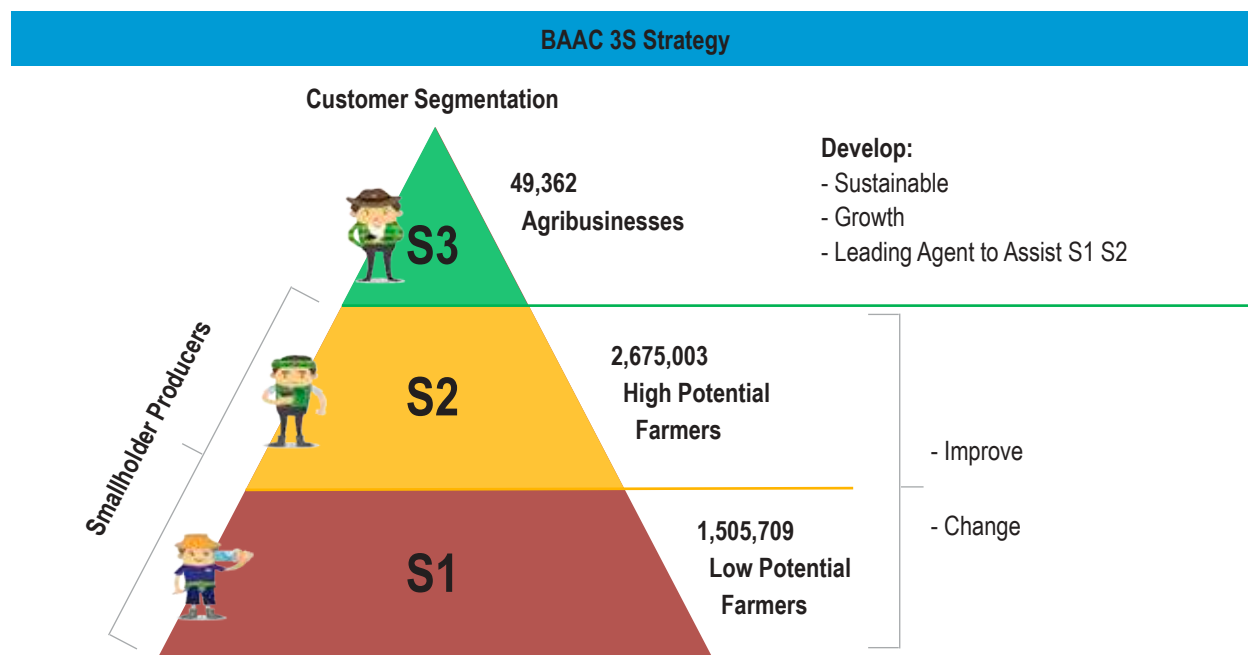 BAAC 3S Strategy
Customer Segmentation
49,362
Agribusinesses
Develop:
- Sustainable
- Growth
- Leading Agent to Assist S1 S2
S3
Smallholder Producers
S2
2,675,003
High Potential
Farmers
- Improve
- Change
S1
1,505,709
Low Potential
Farmers